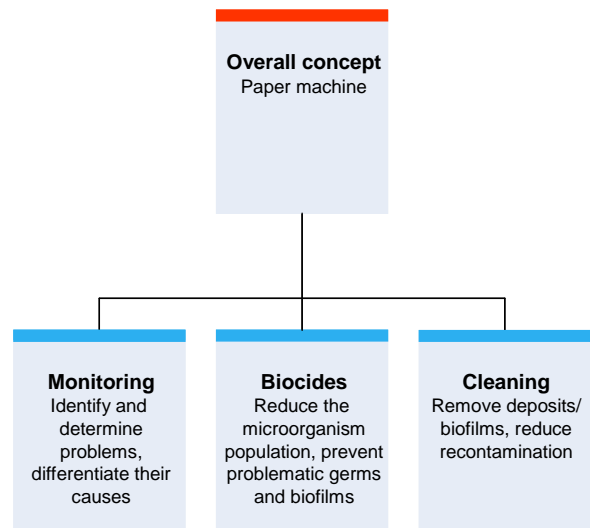 Overall concept
Paper machine
Monitoring
Identify and
determine
problems,
differentiate their
causes
Biocides
Reduce the
microorganism
population, prevent
problematic germs
and biofilms
Cleaning
Remove deposits/
biofilms, reduce
recontamination